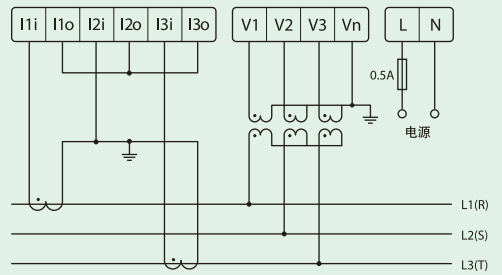 I1i I1o I2i I2o I3i I3o V1 V2 V3 Vn L N
0.5A
电源
L1(R)
L2(S)
L3(T)